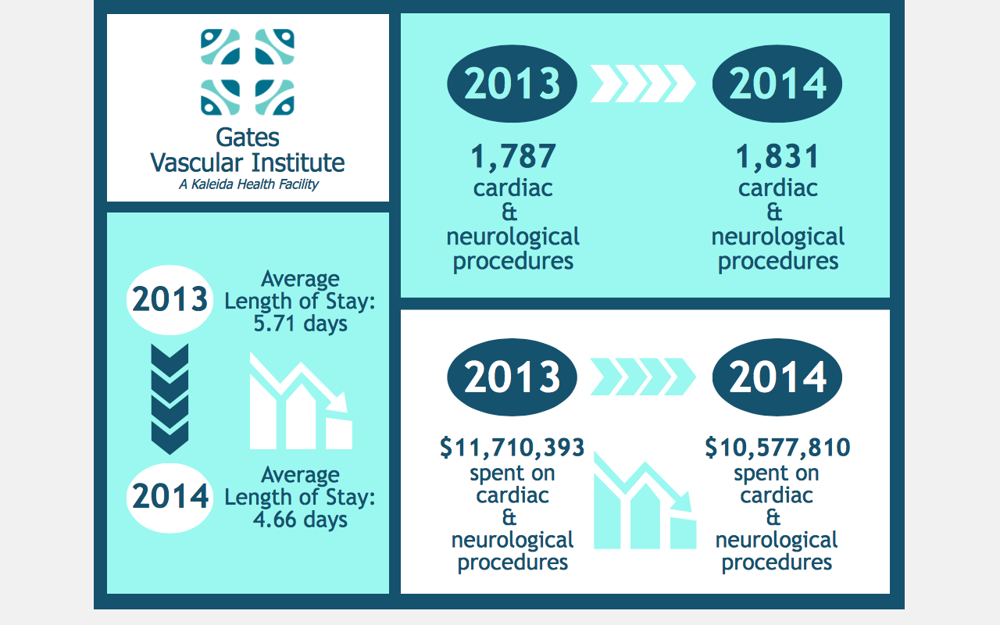 Gates
Vascular Institute
A Kaleida Health Facility
2013
2014
1,787
cardiac
&
neurological
procedures
1,831
cardiac
&
neurological
procedures
2013
Average
Length of Stay:
5.71 days
2014
Average
Length of Stay:
4.66 days
2013
2014
$11,710,393
spent on
cardiac
&
neurological
procedures
$10,577,810
spent on
cardiac
&
neurological
procedures